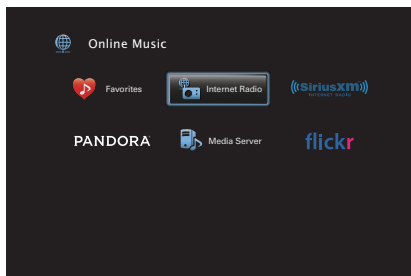 Online Music
Favorites
Internet Radio
((SiriusXM))
INTERNET RADIO
PANDORA
Media Server
flickr